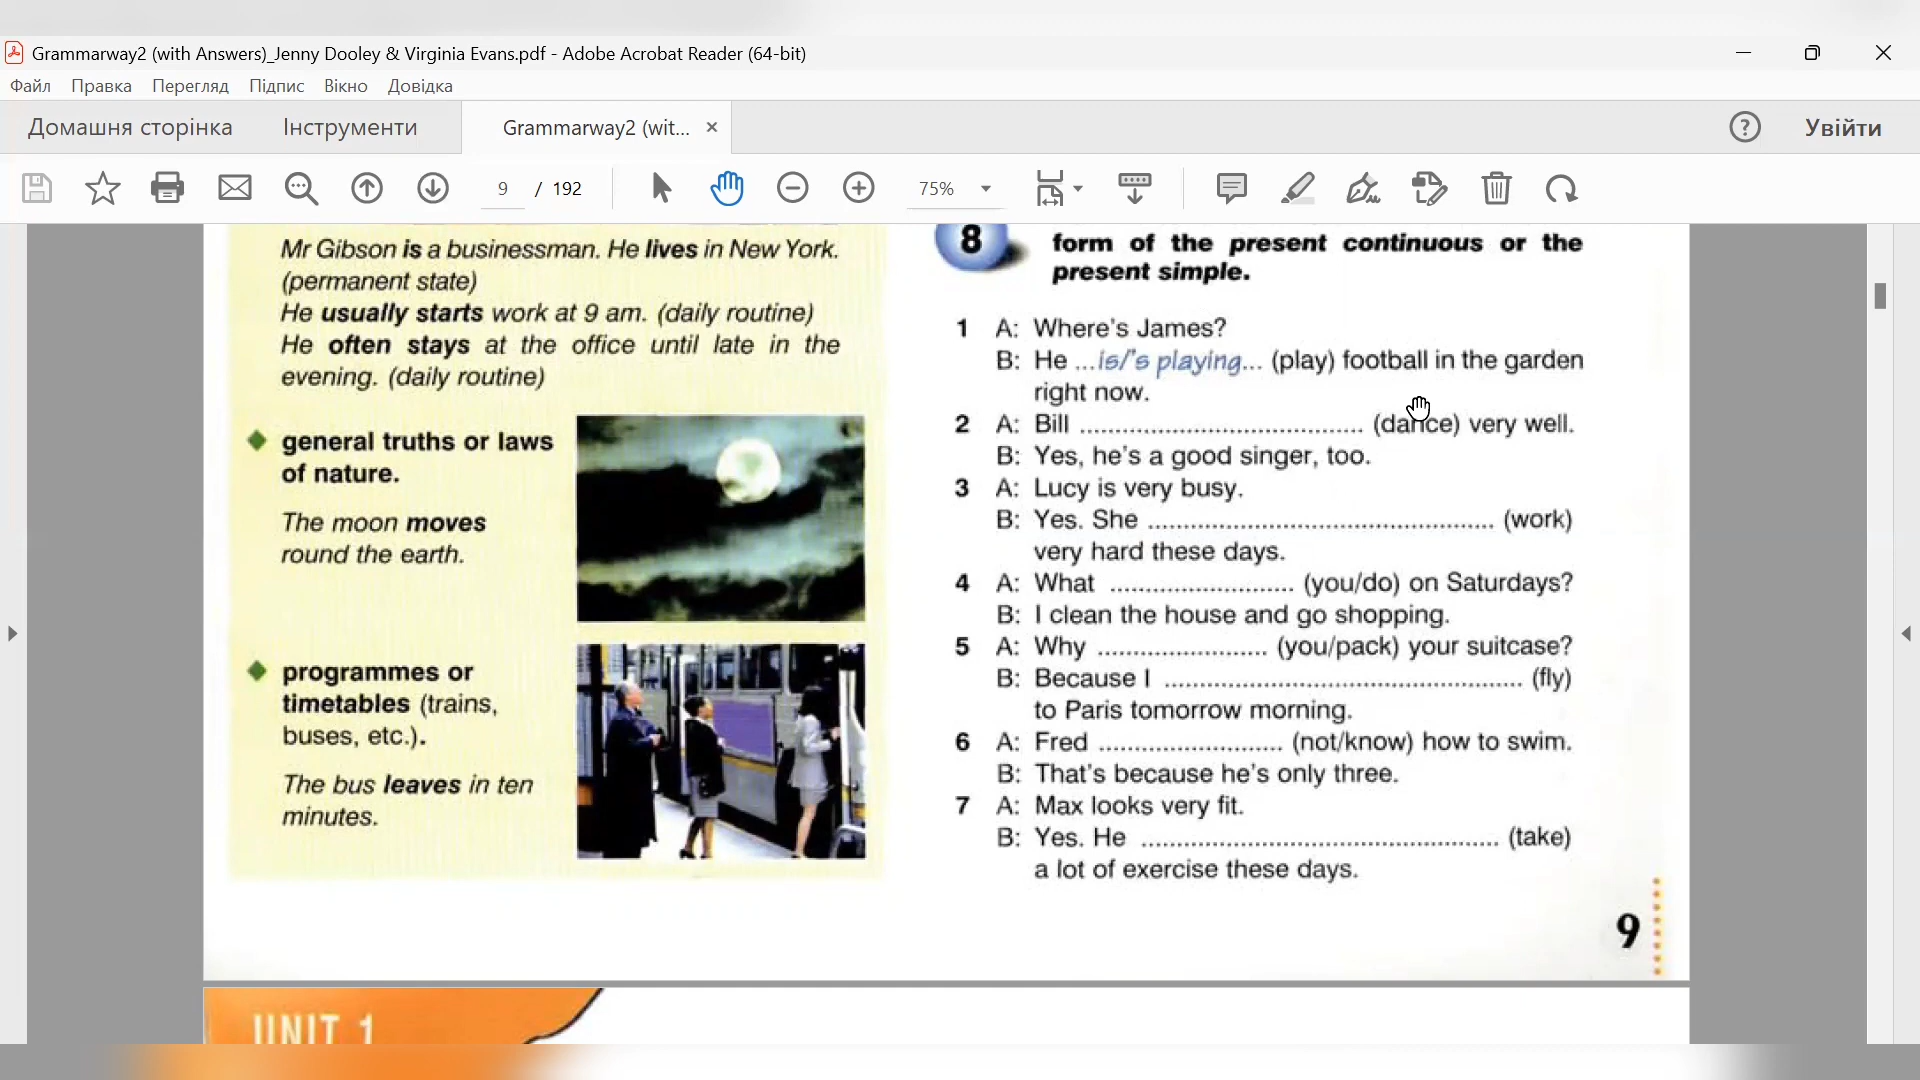 Grammarway2 (with Answers)_Jenny Dooley & Virginia Evans.pdf - Adobe Acrobat Reader (64-bit)
Файл Правка Перегляд Підпис Вікно Довідка
Домашня сторінка Інструменти Grammarway2 (wit... Увійти
9 / 192 75%
Mr Gibson is a businessman. He lives in New York.
(permanent state)
He usually starts work at 9 am. (daily routine)
He often stays at the office until late in the
evening. (daily routine)
general truths or laws
of nature.
The moon moves
round the earth.
programmes or
timetables (trains,
buses, etc.).
The bus leaves in ten
minutes.
8 form of the present continuous or the
present simple.
1 A: Where's James?
B: He ...is/'s playing... (play) football in the garden
right now.
2 A: Bill ........................................ (dance) very well.
B: Yes, he's a good singer, too.
3 A: Lucy is very busy.
B: Yes. She .................................................. (work)
very hard these days.
4 A: What .......................... (you/do) on Saturdays?
B: I clean the house and go shopping.
5 A: Why ........................ (you/pack) your suitcase?
B: Because I .................................................... (fly)
to Paris tomorrow morning.
6 A: Fred .......................... (not/know) how to swim.
B: That's because he's only three.
7 A: Max looks very fit.
B: Yes. He .................................................... (take)
a lot of exercise these days.
9
UNIT 1